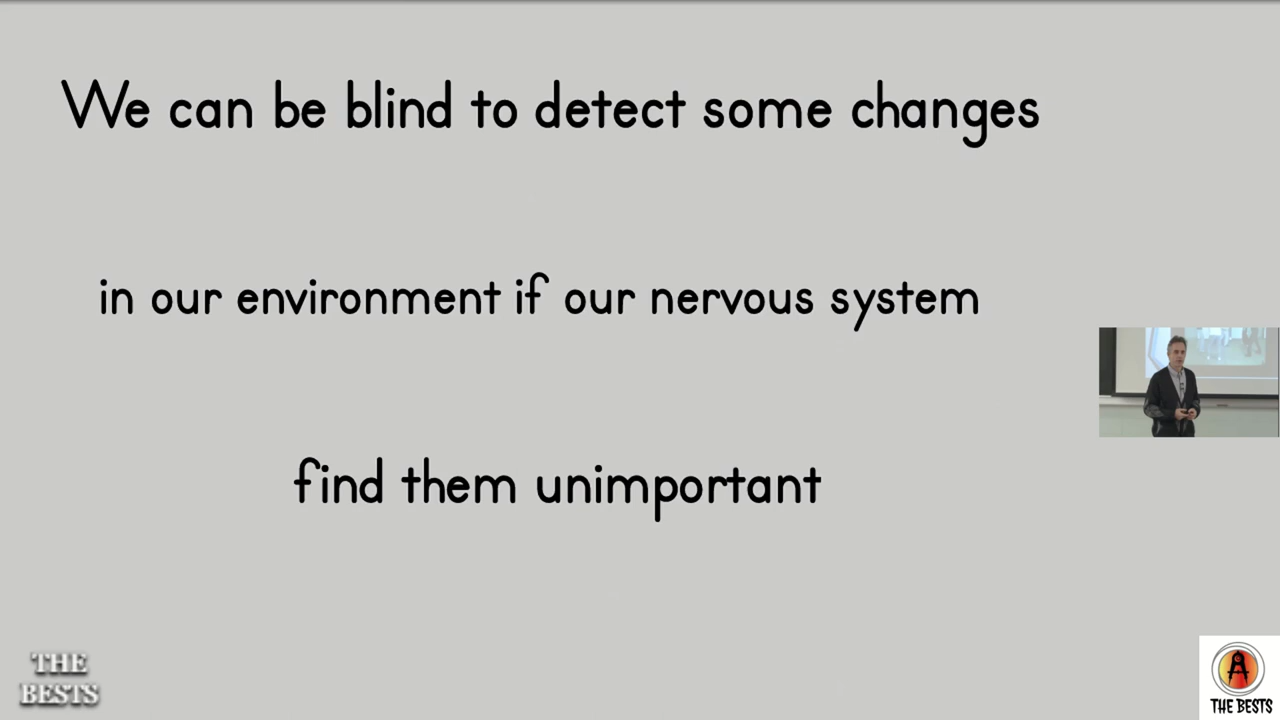 We can be blind to detect some changes
in our environment if our nervous system
find them unimportant
THE
BESTS
THE BESTS